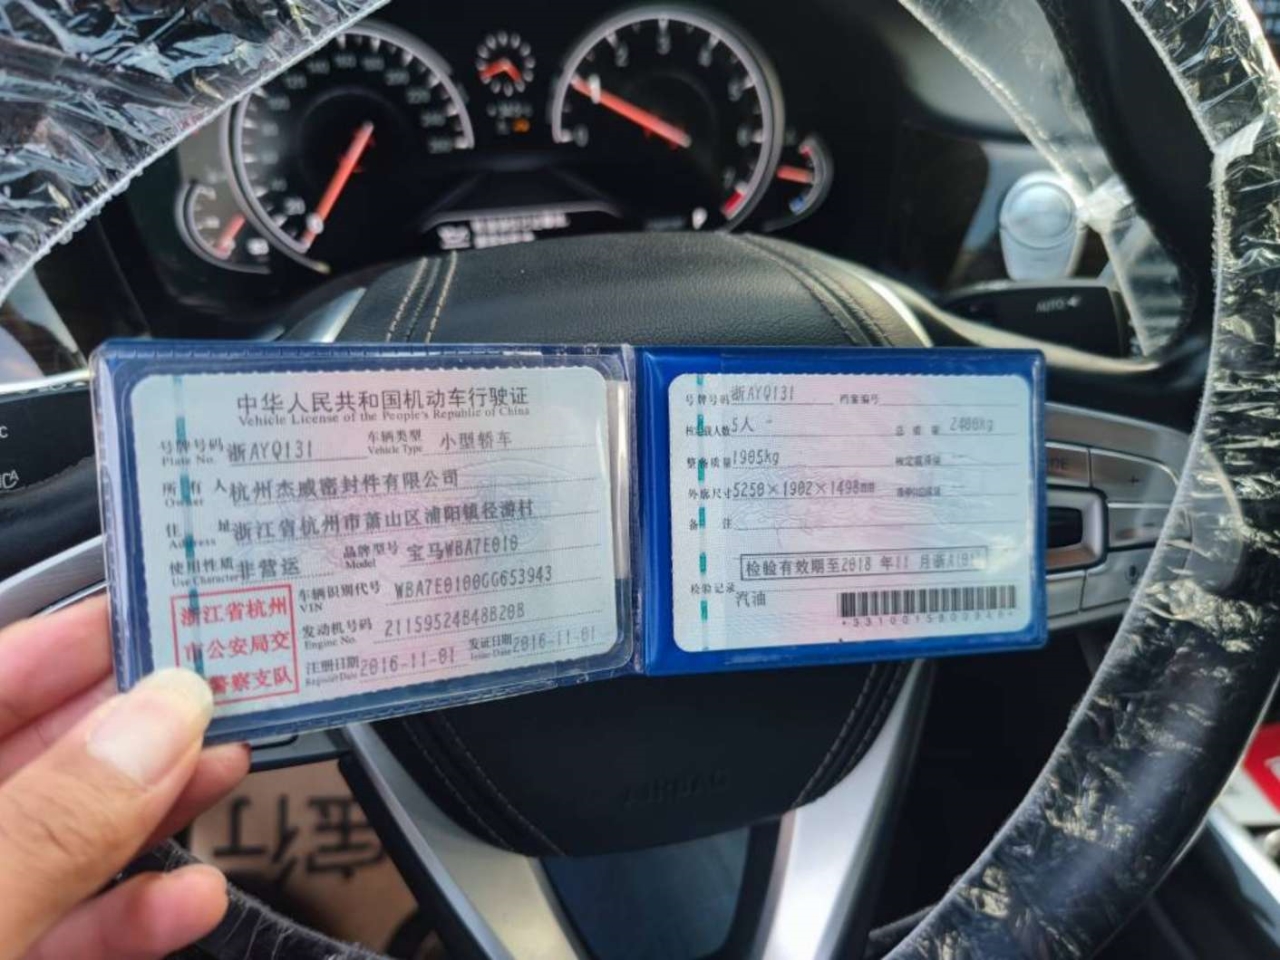 AUTO
中华人民共和国机动车行驶证
Vehicle License of the People's Republic of China
号牌号码 浙AYQ131 车辆类型 小型轿车
Plate No. Vehicle Type
所有人 杭州杰威密封件有限公司
Owner
住址 浙江省杭州市萧山区浦阳镇径游村
Address
使用性质 非营运 品牌型号 宝马WBA7E010
Use Character Model
浙江省杭州
市公安局交
警察支队
车辆识别代号 WBA7E0100GG653943
VIN
发动机号码 21159524B48B20B
Engine No.
注册日期 2016-11-01 发证日期 2016-11-01
Register Date Issue Date
号牌号码 浙AYQ131 档案编号
核定载人数 5人 总质量 2400kg
整备质量 1905kg 核定载质量
外廓尺寸 5250×1902×1498
备注
检验有效期至2018年11月浙A
检验记录
汽油